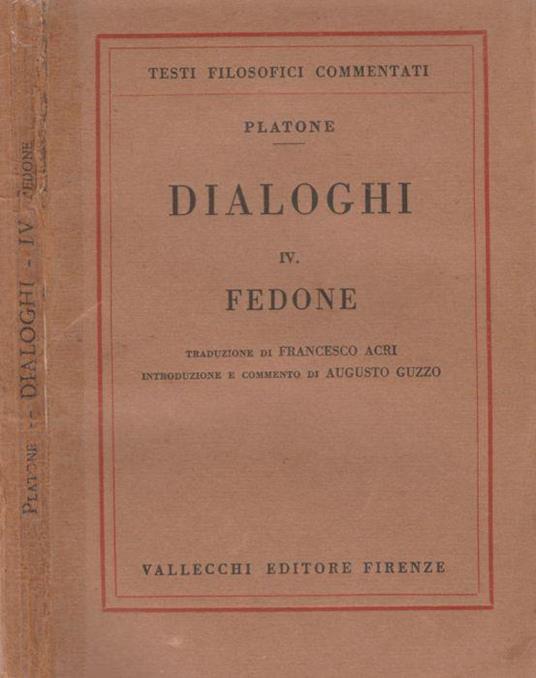 PLATONE -- DIALOGHI - IV FEDONE
TESTI FILOSOFICI COMMENTATI
PLATONE
DIALOGHI
IV.
FEDONE
TRADUZIONE DI FRANCESCO ACRI
INTRODUZIONE E COMMENTO DI AUGUSTO GUZZO
VALLECCHI EDITORE FIRENZE